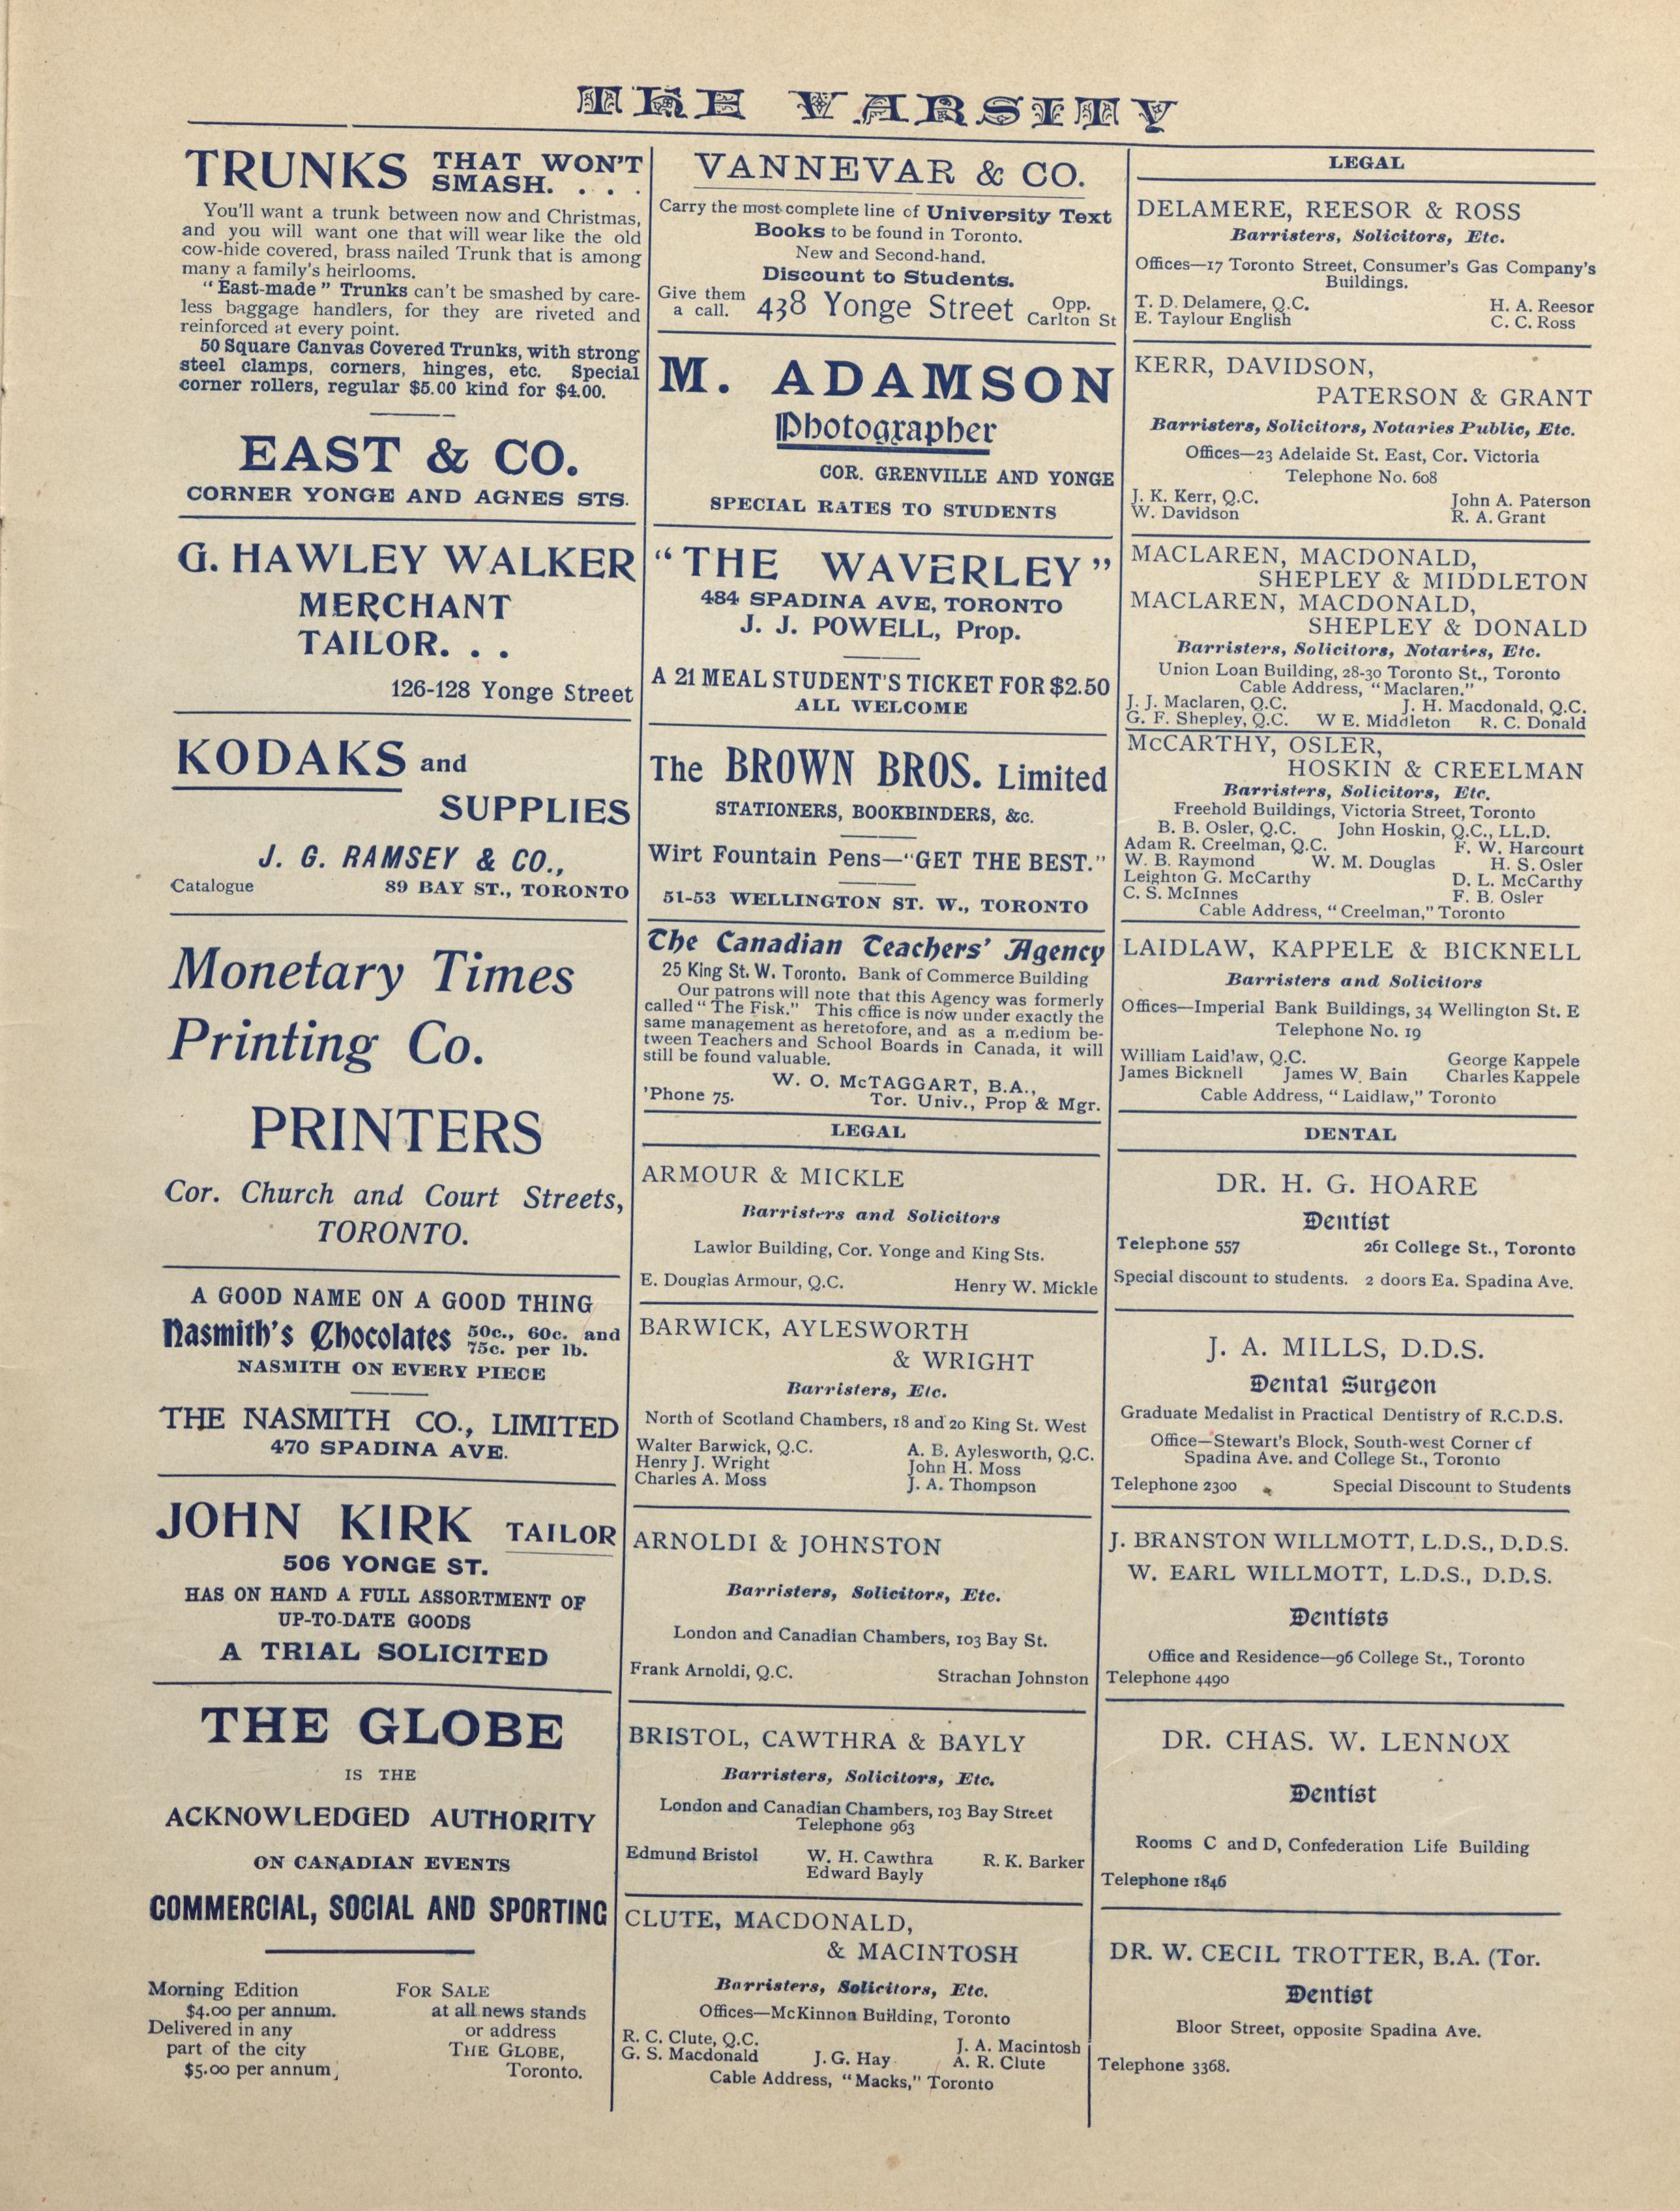 THE VARSITY
TRUNKS THAT WON'T
SMASH. . . .
You'll want a trunk between now and Christmas,
and you will want one that will wear like the old
cow-hide covered, brass nailed Trunk that is among
many a family's heirlooms.
"East-made" Trunks can't be smashed by care-
less baggage handlers, for they are riveted and
reinforced at every point.
50 Square Canvas Covered Trunks, with strong
steel clamps, corners, hinges, etc. Special
corner rollers, regular $5.00 kind for $4.00.
EAST & CO.
CORNER YONGE AND AGNES STS.
G. HAWLEY WALKER
MERCHANT
TAILOR. . .
126-128 Yonge Street
KODAKS and
SUPPLIES
J. G. RAMSEY & CO.,
Catalogue 89 BAY ST., TORONTO
Monetary Times
Printing Co.
PRINTERS
Cor. Church and Court Streets,
TORONTO.
A GOOD NAME ON A GOOD THING
Nasmith's Chocolates 50c., 60c. and
75c. per lb.
NASMITH ON EVERY PIECE
THE NASMITH CO., LIMITED
470 SPADINA AVE.
JOHN KIRK TAILOR
506 YONGE ST.
HAS ON HAND A FULL ASSORTMENT OF
UP-TO-DATE GOODS
A TRIAL SOLICITED
THE GLOBE
IS THE
ACKNOWLEDGED AUTHORITY
ON CANADIAN EVENTS
COMMERCIAL, SOCIAL AND SPORTING
Morning Edition
$4.00 per annum.
Delivered in any
part of the city
$5.00 per annum;
FOR SALE
at all news stands
or address
THE GLOBE,
Toronto.
VANNEVAR & CO.
Carry the most complete line of University Text
Books to be found in Toronto.
New and Second-hand.
Discount to Students.
Give them
a call. 438 Yonge Street Opp.
Carlton St
M. ADAMSON
Photographer
COR. GRENVILLE AND YONGE
SPECIAL RATES TO STUDENTS
"THE WAVERLEY"
484 SPADINA AVE, TORONTO
J. J. POWELL, Prop.
A 21 MEAL STUDENT'S TICKET FOR $2.50
ALL WELCOME
The BROWN BROS. Limited
STATIONERS, BOOKBINDERS, &c.
Wirt Fountain Pens—"GET THE BEST."
51-53 WELLINGTON ST. W., TORONTO
The Canadian Teachers' Agency
25 King St. W. Toronto. Bank of Commerce Building
Our patrons will note that this Agency was formerly
called "The Fisk." This office is now under exactly the
same management as heretofore, and as a medium be-
tween Teachers and School Boards in Canada, it will
still be found valuable.
W. O. McTAGGART, B.A.,
'Phone 75. Tor. Univ., Prop & Mgr.
LEGAL
ARMOUR & MICKLE
Barristers and Solicitors
Lawlor Building, Cor. Yonge and King Sts.
E. Douglas Armour, Q.C. Henry W. Mickle
BARWICK, AYLESWORTH
& WRIGHT
Barristers, Etc.
North of Scotland Chambers, 18 and 20 King St. West
Walter Barwick, Q.C. A. B. Aylesworth, Q.C.
Henry J. Wright John H. Moss
Charles A. Moss J. A. Thompson
ARNOLDI & JOHNSTON
Barristers, Solicitors, Etc.
London and Canadian Chambers, 103 Bay St.
Frank Arnoldi, Q.C. Strachan Johnston
BRISTOL, CAWTHRA & BAYLY
Barristers, Solicitors, Etc.
London and Canadian Chambers, 103 Bay Street
Telephone 963
Edmund Bristol W. H. Cawthra R. K. Barker
Edward Bayly
CLUTE, MACDONALD,
& MACINTOSH
Barristers, Solicitors, Etc.
Offices—McKinnon Building, Toronto
R. C. Clute, Q.C. J. A. Macintosh
G. S. Macdonald J. G. Hay A. R. Clute
Cable Address, "Macks," Toronto
LEGAL
DELAMERE, REESOR & ROSS
Barristers, Solicitors, Etc.
Offices—17 Toronto Street, Consumer's Gas Company's
Buildings.
T. D. Delamere, Q.C. H. A. Reesor
E. Taylour English C. C. Ross
KERR, DAVIDSON,
PATERSON & GRANT
Barristers, Solicitors, Notaries Public, Etc.
Offices—23 Adelaide St. East, Cor. Victoria
Telephone No. 608
J. K. Kerr, Q.C. John A. Paterson
W. Davidson R. A. Grant
MACLAREN, MACDONALD,
SHEPLEY & MIDDLETON
MACLAREN, MACDONALD,
SHEPLEY & DONALD
Barristers, Solicitors, Notaries, Etc.
Union Loan Building, 28-30 Toronto St., Toronto
Cable Address, "Maclaren."
J. J. Maclaren, Q.C. J. H. Macdonald, Q.C.
G. F. Shepley, Q.C. W E. Middleton R. C. Donald
McCARTHY, OSLER,
HOSKIN & CREELMAN
Barristers, Solicitors, Etc.
Freehold Buildings, Victoria Street, Toronto
B. B. Osler, Q.C. John Hoskin, Q.C., LL.D.
Adam R. Creelman, Q.C. F. W. Harcourt
W. B. Raymond W. M. Douglas H. S. Osler
Leighton G. McCarthy D. L. McCarthy
C. S. McInnes F. B. Osler
Cable Address, "Creelman," Toronto
LAIDLAW, KAPPELE & BICKNELL
Barristers and Solicitors
Offices—Imperial Bank Buildings, 34 Wellington St. E
Telephone No. 19
William Laidlaw, Q.C. George Kappele
James Bicknell James W. Bain Charles Kappele
Cable Address, "Laidlaw," Toronto
DENTAL
DR. H. G. HOARE
Dentist
Telephone 557 261 College St., Toronto
Special discount to students. 2 doors Ea. Spadina Ave.
J. A. MILLS, D.D.S.
Dental Surgeon
Graduate Medalist in Practical Dentistry of R.C.D.S.
Office—Stewart's Block, South-west Corner of
Spadina Ave. and College St., Toronto
Telephone 2300 Special Discount to Students
J. BRANSTON WILLMOTT, L.D.S., D.D.S.
W. EARL WILLMOTT, L.D.S., D.D.S.
Dentists
Office and Residence—96 College St., Toronto
Telephone 4490
DR. CHAS. W. LENNOX
Dentist
Rooms C and D, Confederation Life Building
Telephone 1846
DR. W. CECIL TROTTER, B.A. (Tor.
Dentist
Bloor Street, opposite Spadina Ave.
Telephone 3368.